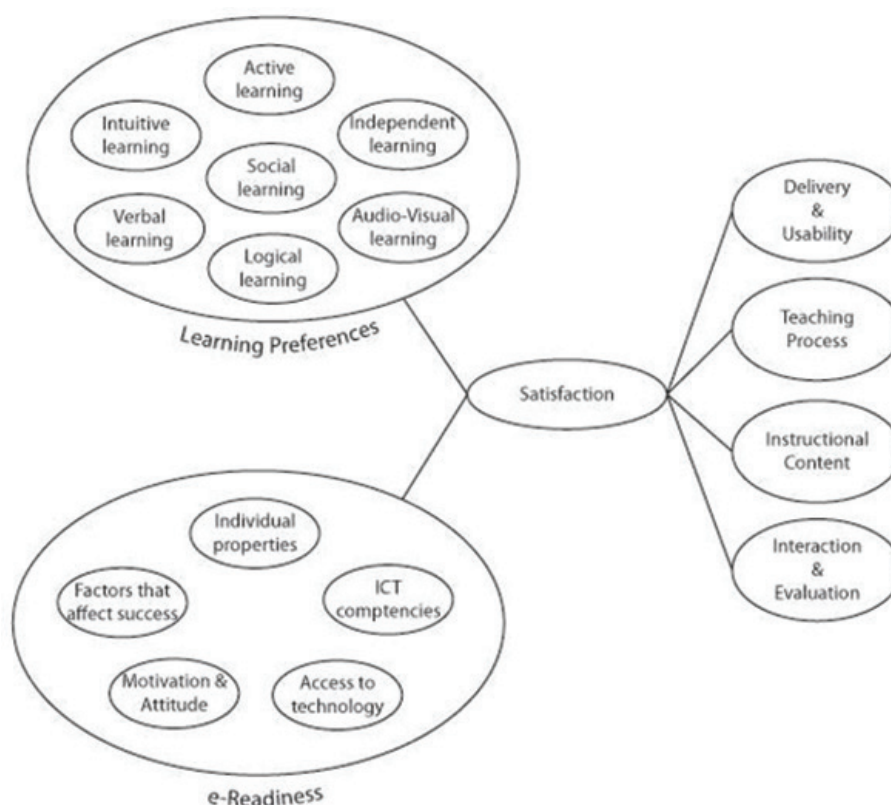 Active
learning
Intuitive
learning
Independent
learning
Social
learning
Verbal
learning
Audio-Visual
learning
Logical
learning
Learning Preferences
Delivery
&
Usability
Teaching
Process
Satisfaction
Instructional
Content
Interaction
&
Evaluation
Individual
properties
Factors that
affect success
ICT
comptencies
Motivation &
Attitude
Access to
technology
e-Readiness